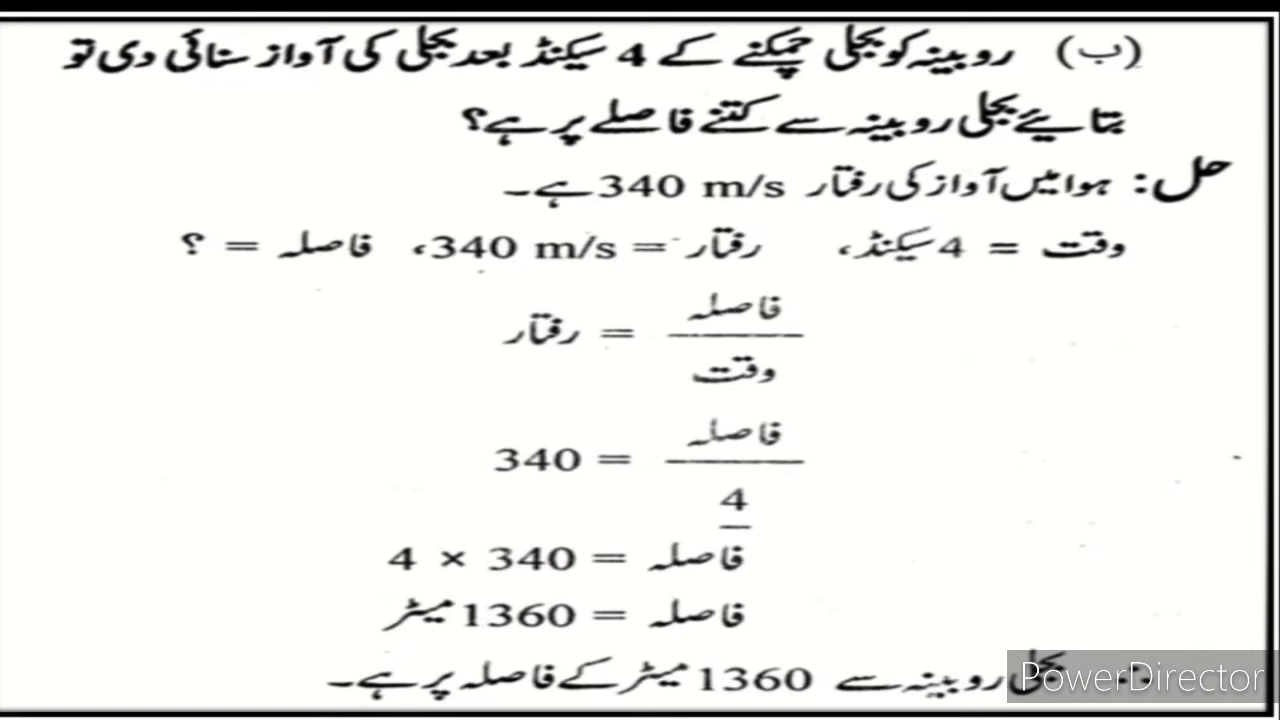 (ب) روبینہ کو بجلی چمکنے کے 4 سیکنڈ بعد بجلی کی آواز سنائی دی تو
بتایئے بجلی روبینہ سے کتنے فاصلے پر ہے؟
حل: ہوا میں آواز کی رفتار 340 m/s ہے۔
وقت = 4 سیکنڈ، رفتار = 340 m/s، فاصلہ = ؟
فاصلہ
رفتار =
وقت
فاصلہ
340 =
4
فاصلہ = 340 × 4
فاصلہ = 1360 میٹر
∴ بجلی روبینہ سے 1360 میٹر کے فاصلہ پر ہے۔
PowerDirector